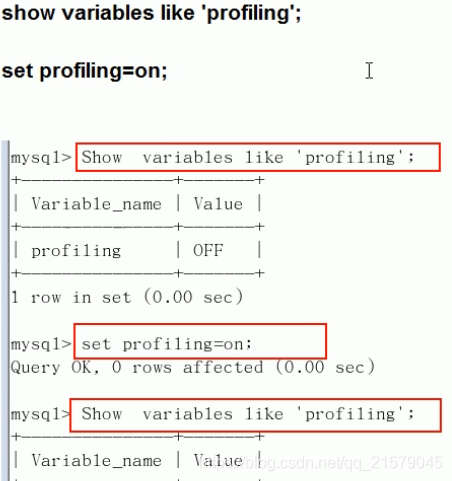 show variables like 'profiling';
set profiling=on;
mysql> Show  variables like 'profiling';
+---------------+-------+
| Variable_name | Value |
+---------------+-------+
| profiling     | OFF   |
+---------------+-------+
1 row in set (0.00 sec)
mysql> set profiling=on;
Query OK, 0 rows affected (0.00 sec)
mysql> Show  variables like 'profiling';
+---------------+-------+
| Variable_name | Value |
https://blog.csdn.net/qq_21579045